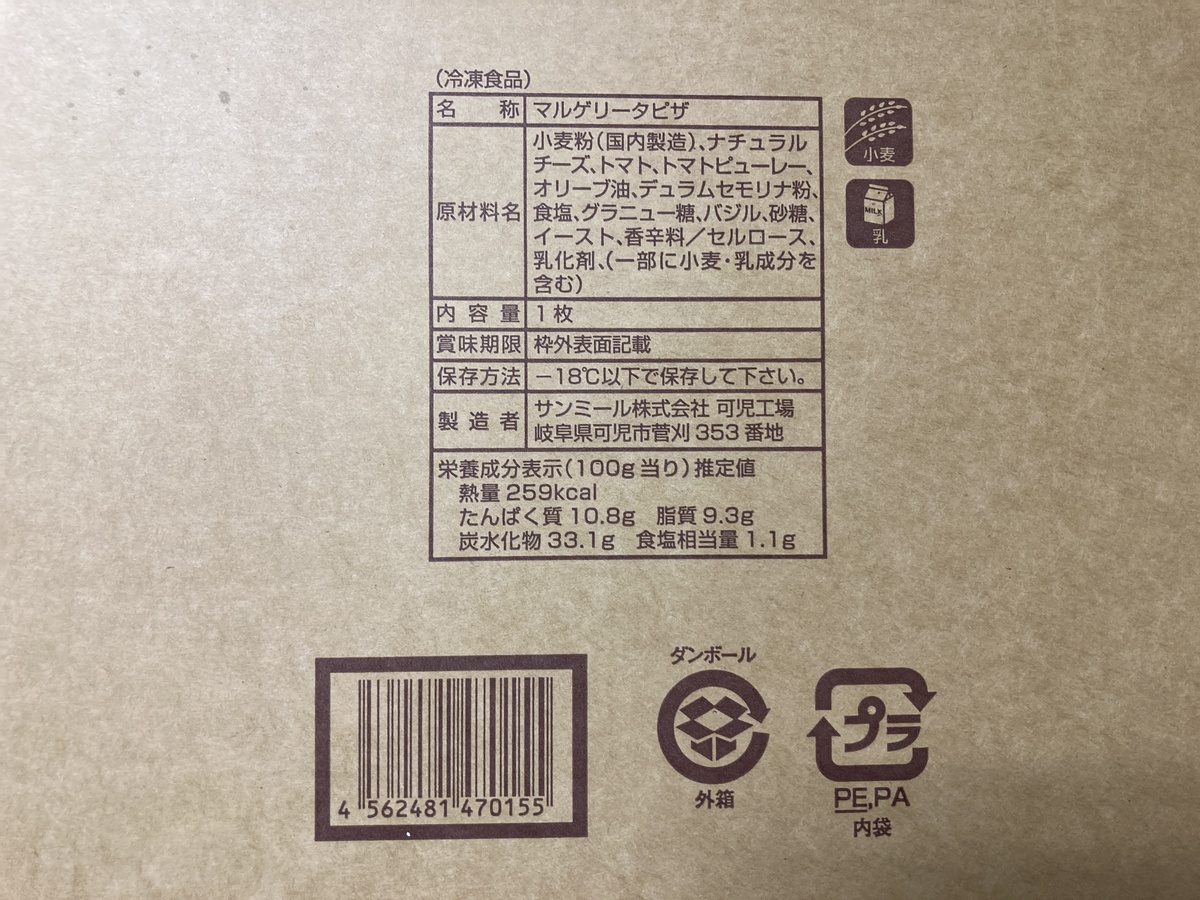 (冷凍食品)
名 称 マルゲリータピザ
原材料名 小麦粉(国内製造)、ナチュラル
チーズ、トマト、トマトピューレー、
オリーブ油、デュラムセモリナ粉、
食塩、グラニュー糖、バジル、砂糖、
イースト、香辛料/セルロース、
乳化剤、(一部に小麦・乳成分を
含む)
内容量 1枚
賞味期限 枠外表面記載
保存方法 −18℃以下で保存して下さい。
製造者 サンミール株式会社 可児工場
岐阜県可児市菅刈353番地
栄養成分表示(100g当り)推定値
熱量 259kcal
たんぱく質 10.8g 脂質 9.3g
炭水化物 33.1g 食塩相当量 1.1g
小麦
MILK
乳
4 562481 470155
ダンボール
外箱
プラ
PE,PA
内袋